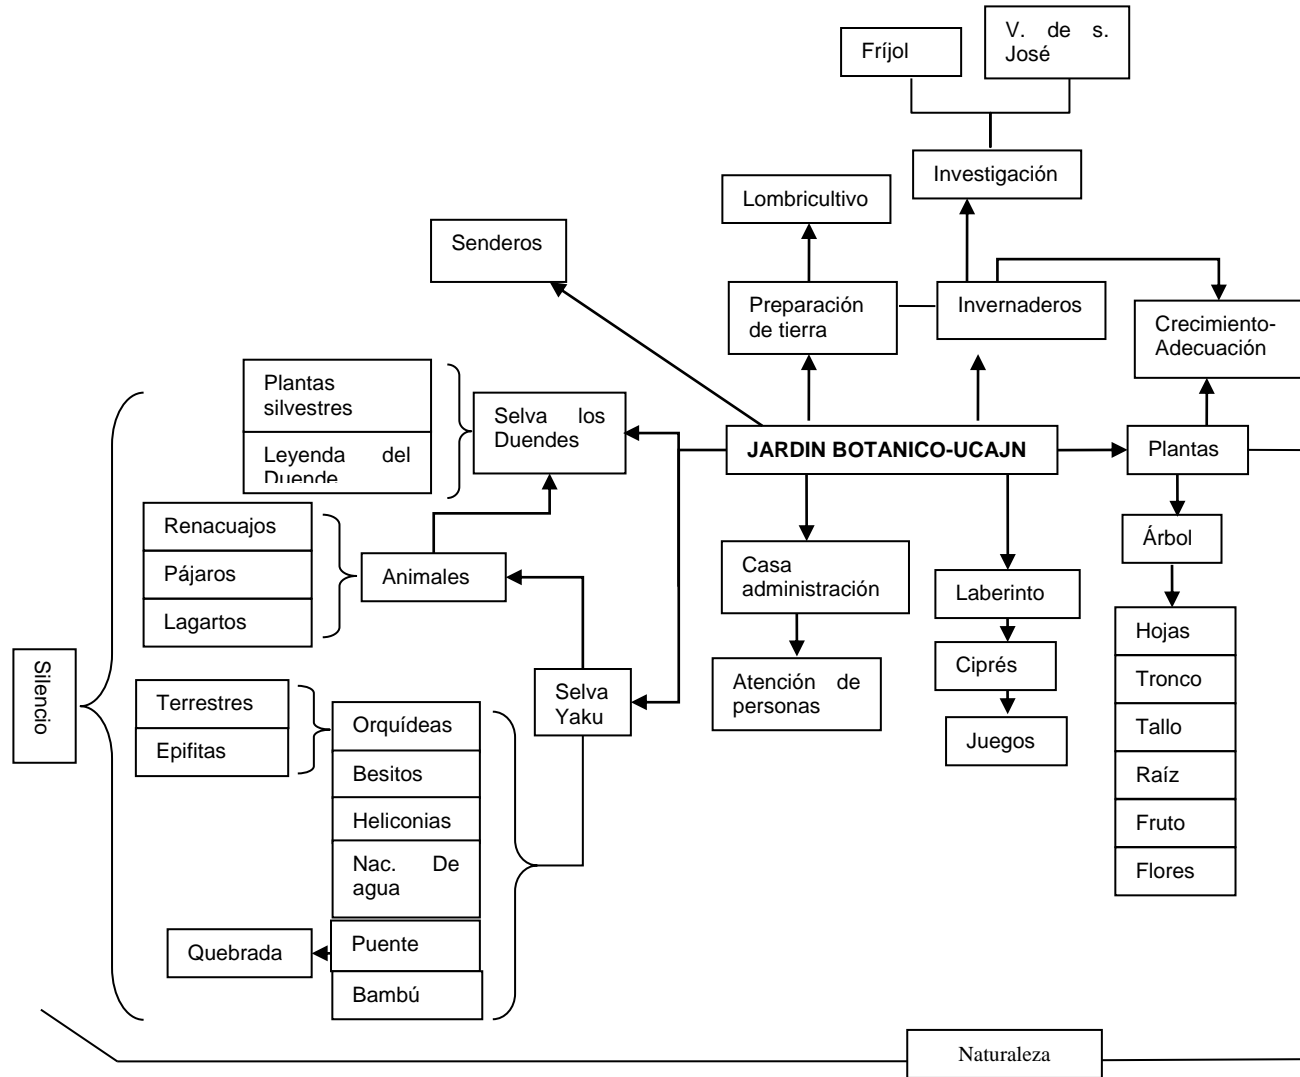 V. de s.
José
Fríjol
Investigación
Lombricultivo
Senderos
Preparación
de tierra
Invernaderos
Crecimiento-
Adecuación
Plantas
silvestres
Leyenda del
Duende
Selva los
Duendes
JARDIN BOTANICO-UCAJN
Plantas
Renacuajos
Pájaros
Lagartos
Animales
Casa
administración
Atención de
personas
Laberinto
Ciprés
Juegos
Árbol
Hojas
Tronco
Tallo
Raíz
Fruto
Flores
Silencio
Terrestres
Epifitas
Selva
Yaku
Orquídeas
Besitos
Heliconias
Nac. De
agua
Puente
Bambú
Quebrada
Naturaleza